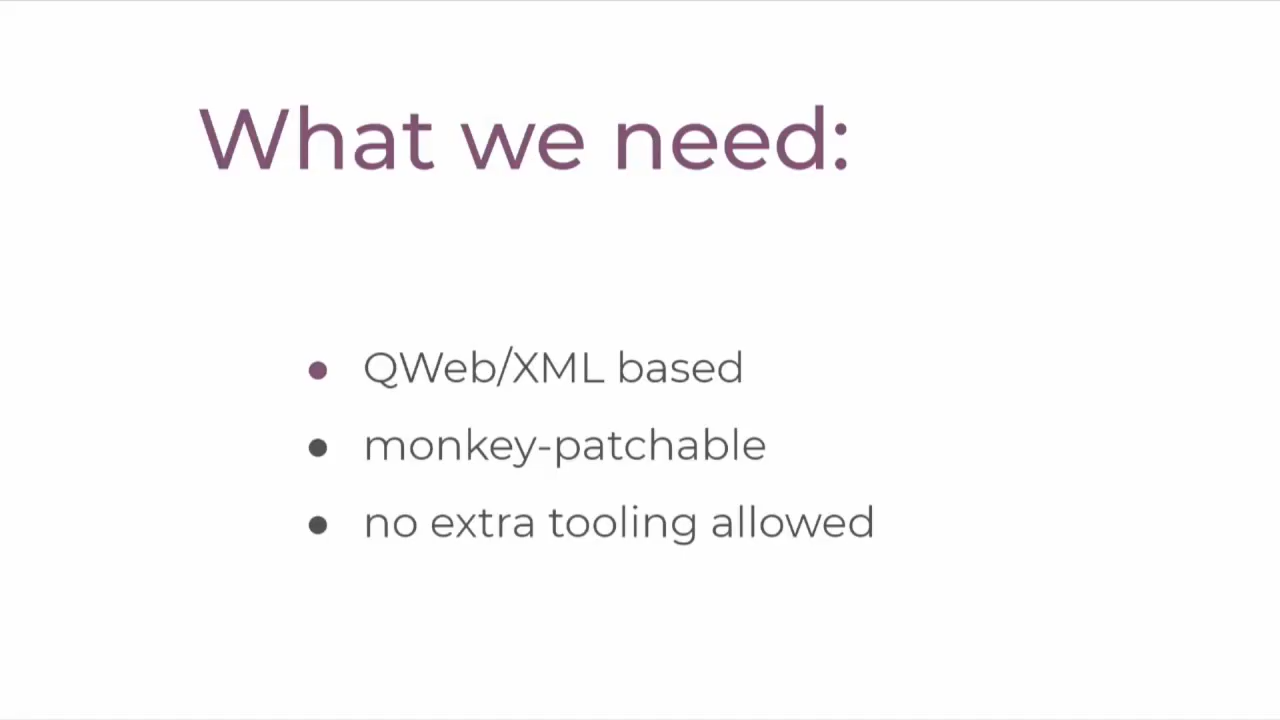 What we need:
● QWeb/XML based
● monkey-patchable
● no extra tooling allowed